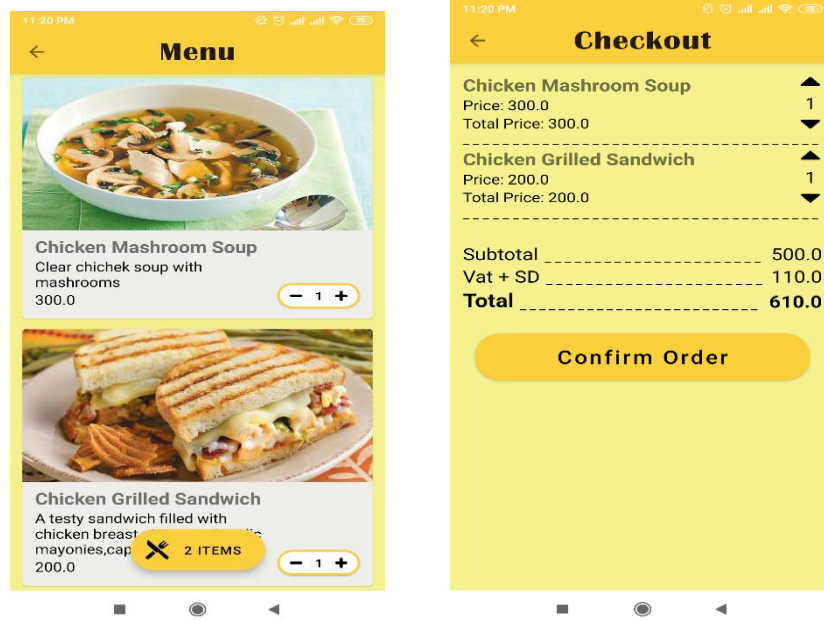 11:20 PM
Menu
Chicken Mashroom Soup
Clear chichek soup with
mashrooms
300.0
1
Chicken Grilled Sandwich
A testy sandwich filled with
chicken breast
mayonies,cap
200.0
2 ITEMS
1
11:20 PM
Checkout
Chicken Mashroom Soup
Price: 300.0
1
Total Price: 300.0
Chicken Grilled Sandwich
Price: 200.0
1
Total Price: 200.0
Subtotal 500.0
Vat + SD 110.0
Total 610.0
Confirm Order